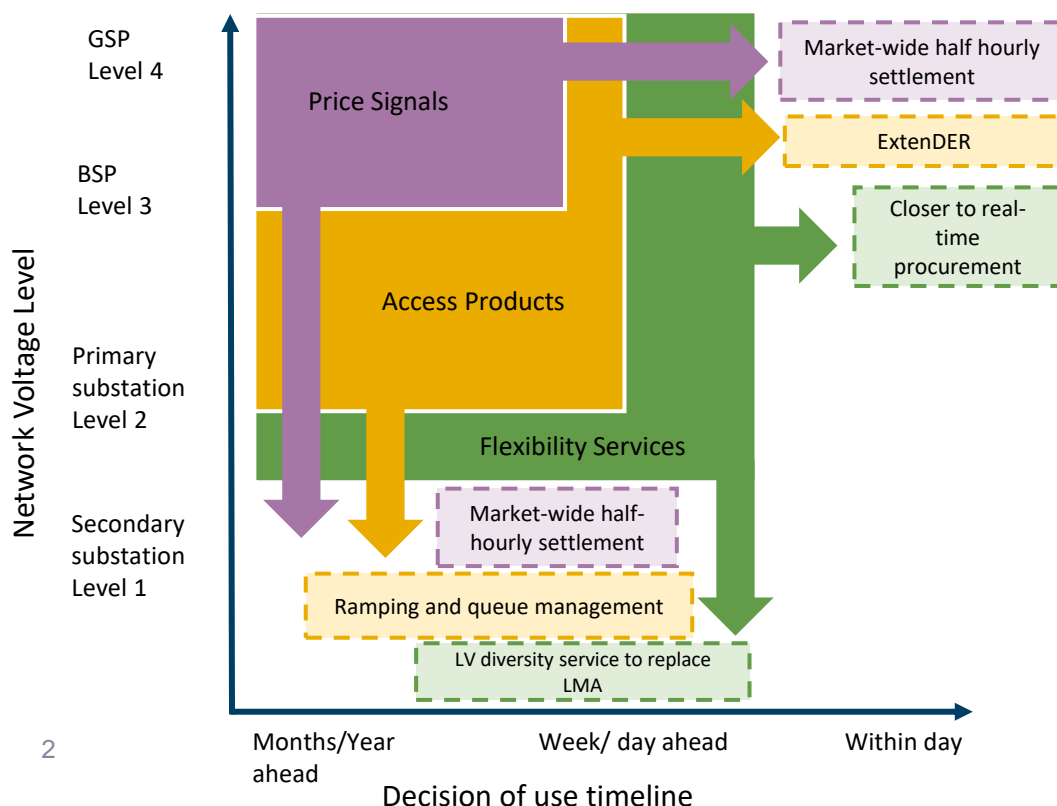 GSP
Level 4
BSP
Level 3
Primary
substation
Level 2
Secondary
substation
Level 1
Network Voltage Level
Price Signals
Access Products
Flexibility Services
Market-wide half hourly
settlement
ExtenDER
Closer to real-
time
procurement
Market-wide half-
hourly settlement
Ramping and queue management
LV diversity service to replace
LMA
Months/Year
ahead
Week/ day ahead
Within day
Decision of use timeline
2